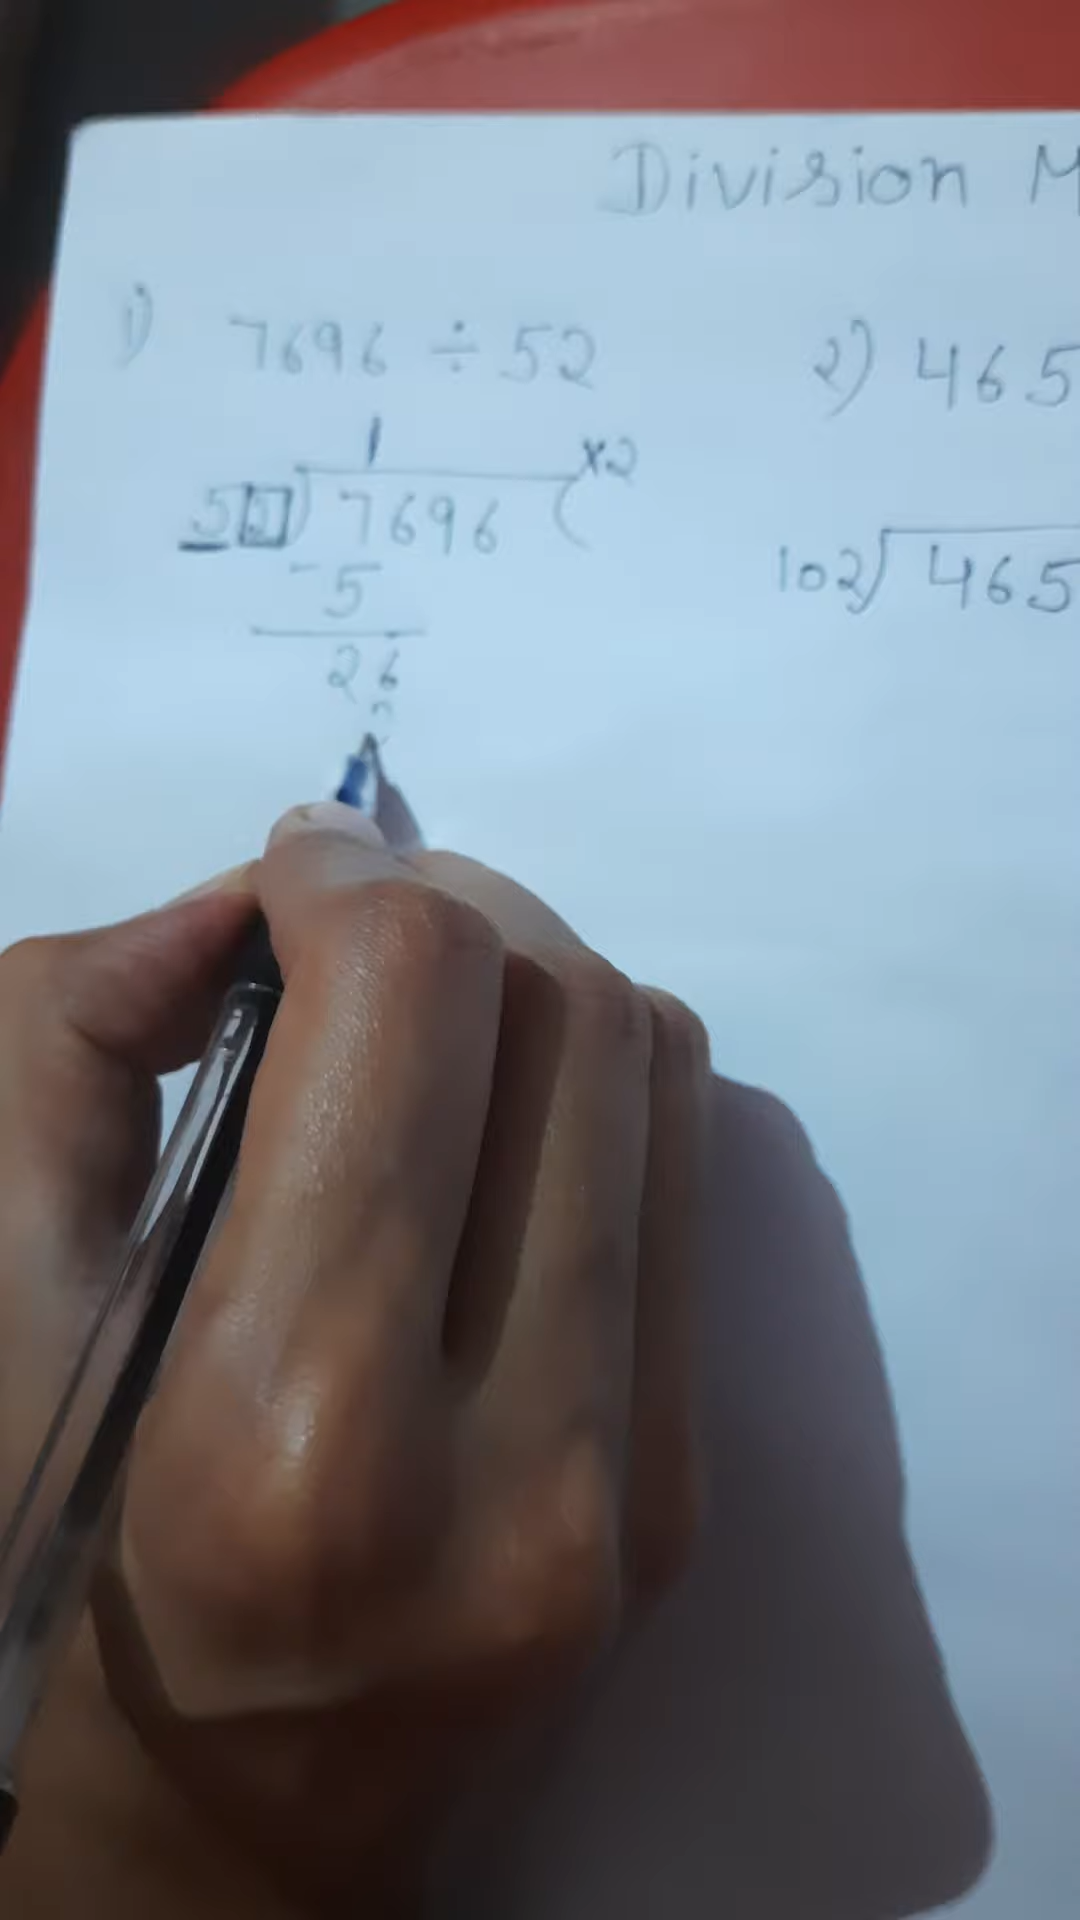 Division M
1) 7696 ÷ 52
1
×2
52) 7696 (
- 5
26
2) 465
102) 465